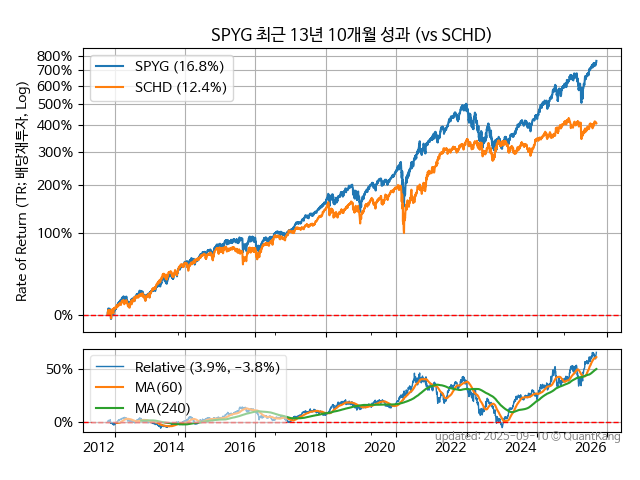 SPYG 최근 13년 10개월 성과 (vs SCHD)
Rate of Return (TR: 배당재투자, Log)
800%
700%
600%
500%
400%
300%
200%
100%
0%
SPYG (16.8%)
SCHD (12.4%)
50%
0%
Relative (3.9%, −3.8%)
MA(60)
MA(240)
updated: 2025-09-10 © QuantKang
2012 2014 2016 2018 2020 2022 2024 2026